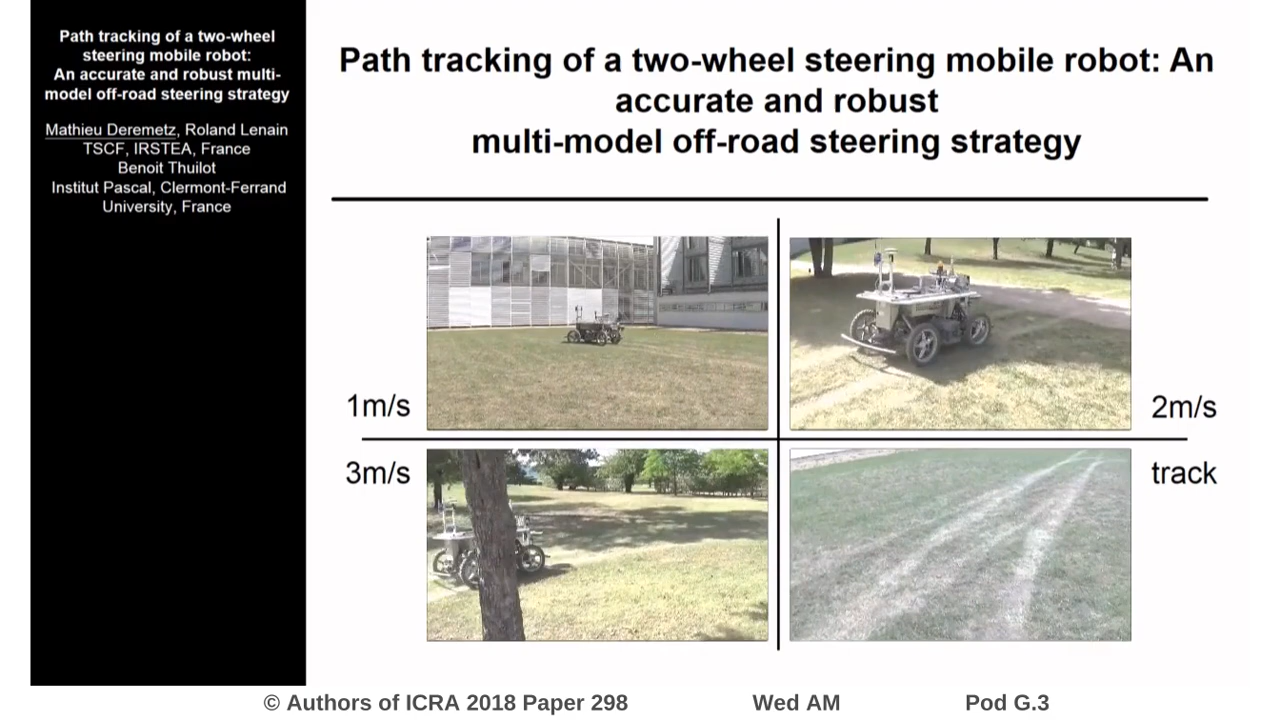 Path tracking of a two-wheel
steering mobile robot:
An accurate and robust multi-
model off-road steering strategy
Mathieu Deremetz, Roland Lenain
TSCF, IRSTEA, France
Benoit Thuilot
Institut Pascal, Clermont-Ferrand
University, France
Path tracking of a two-wheel steering mobile robot: An
accurate and robust
multi-model off-road steering strategy
1m/s
2m/s
3m/s
track
© Authors of ICRA 2018 Paper 298 Wed AM Pod G.3